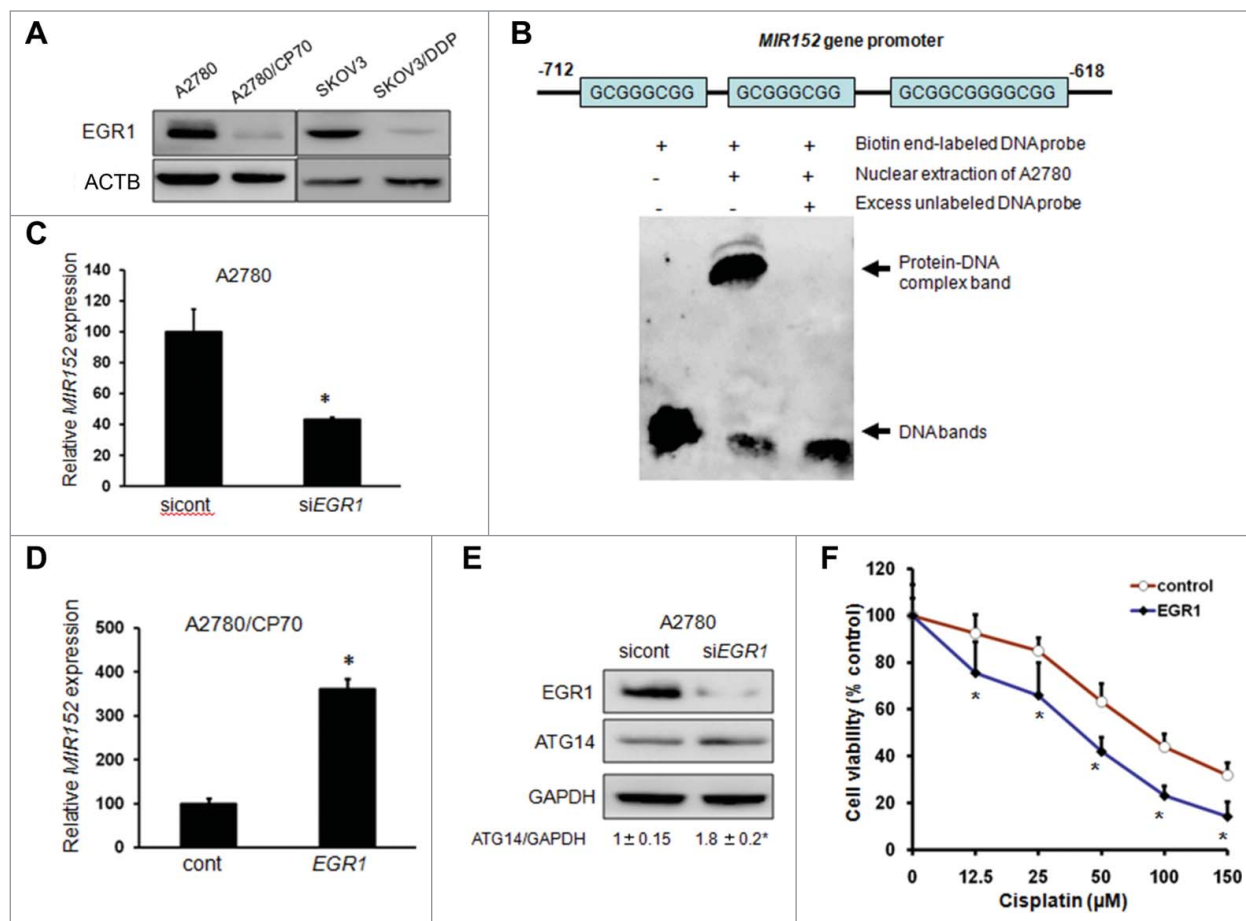 A
A2780
A2780/CP70
SKOV3
SKOV3/DDP
EGR1
ACTB
B
MIR152 gene promoter
-712
-618
GCGGGCGG
GCGGGCGG
GCGGCGGGGCGG
+ + + Biotin end-labeled DNA probe
- + + Nuclear extraction of A2780
- - + Excess unlabeled DNA probe
Protein-DNA
complex band
DNA bands
C
A2780
Relative MIR152 expression
140
120
100
80
60
40
20
0
*
sicont
siEGR1
D
A2780/CP70
Relative MIR152 expression
500
400
300
200
100
0
*
cont
EGR1
E
A2780
sicont siEGR1
EGR1
ATG14
GAPDH
ATG14/GAPDH 1 ± 0.15 1.8 ± 0.2*
F
control
EGR1
Cell viability (% control)
120
100
80
60
40
20
0
* * * * *
0 12.5 25 50 100 150
Cisplatin (µM)